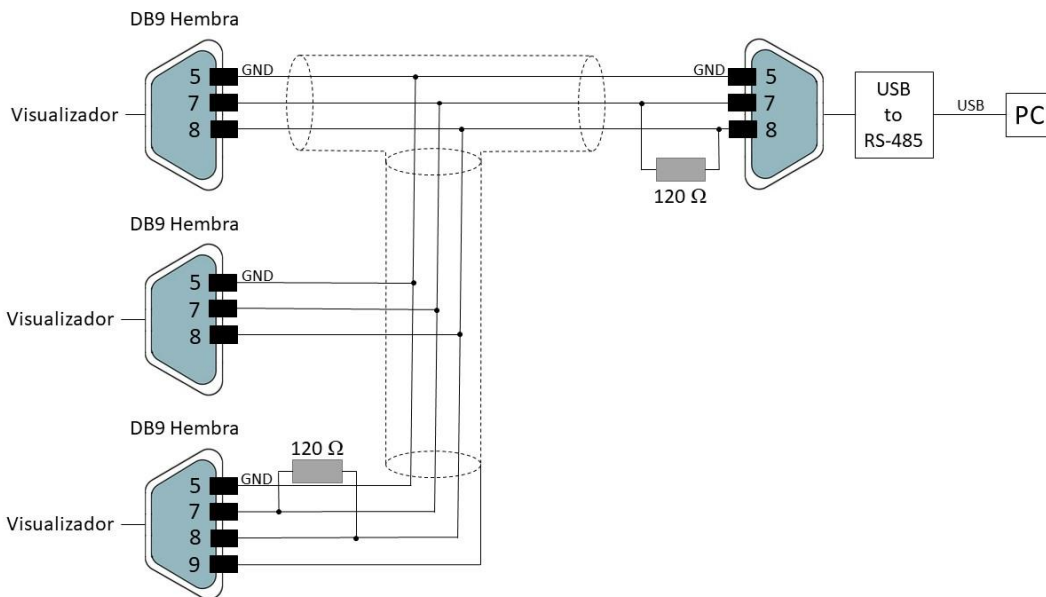 DB9 Hembra
Visualizador
5
7
8
GND
GND
5
7
8
120 Ω
USB
to
RS-485
USB
PC
DB9 Hembra
Visualizador
5
7
8
GND
DB9 Hembra
Visualizador
5
7
8
9
GND
120 Ω